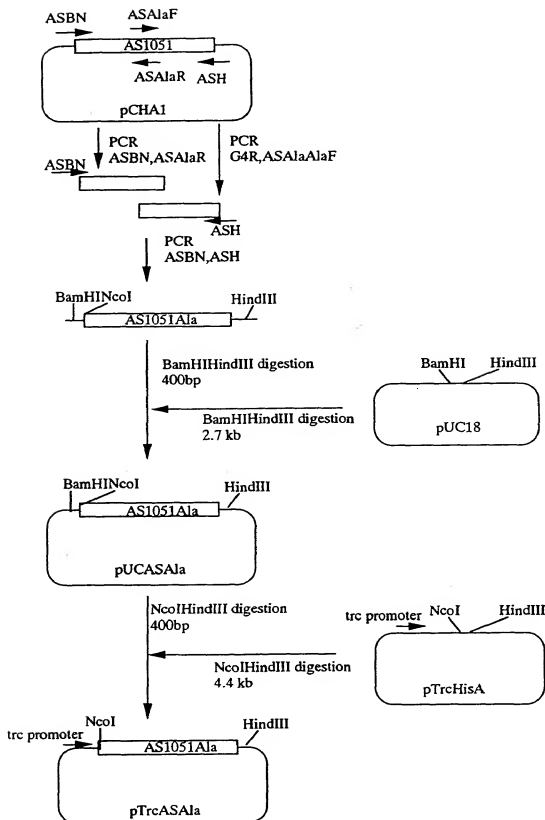 ASBN
ASAlaF
AS1051
ASAlaR
ASH
pCHA1
PCR
ASBN,ASAlaR
PCR
G4R,ASAlaAlaF
ASBN
ASH
PCR
ASBN,ASH
BamHINcoI
HindIII
AS1051Ala
BamHIHindIII digestion
400bp
BamHI
HindIII
BamHIHindIII digestion
2.7 kb
pUC18
BamHINcoI
HindIII
AS1051Ala
pUCASAla
NcoIHindIII digestion
400bp
trc promoter
NcoI
HindIII
NcoIHindIII digestion
4.4 kb
pTrcHisA
trc promoter
NcoI
HindIII
AS1051Ala
pTrcASAla